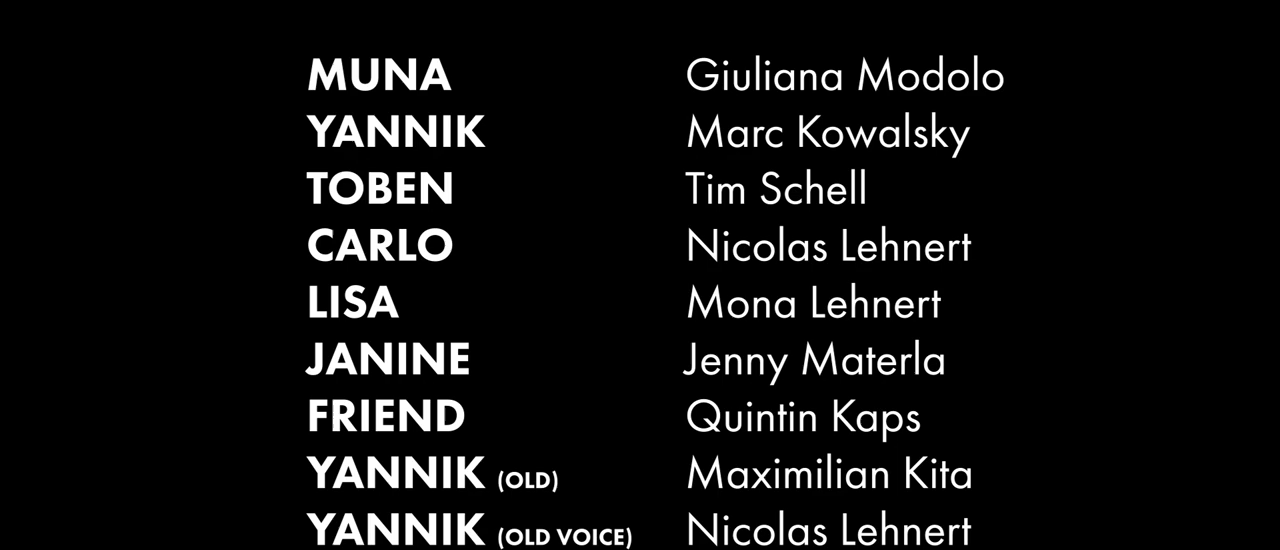 MUNA Giuliana Modolo
YANNIK Marc Kowalsky
TOBEN Tim Schell
CARLO Nicolas Lehnert
LISA Mona Lehnert
JANINE Jenny Materla
FRIEND Quintin Kaps
YANNIK (OLD) Maximilian Kita
YANNIK (OLD VOICE) Nicolas Lehnert